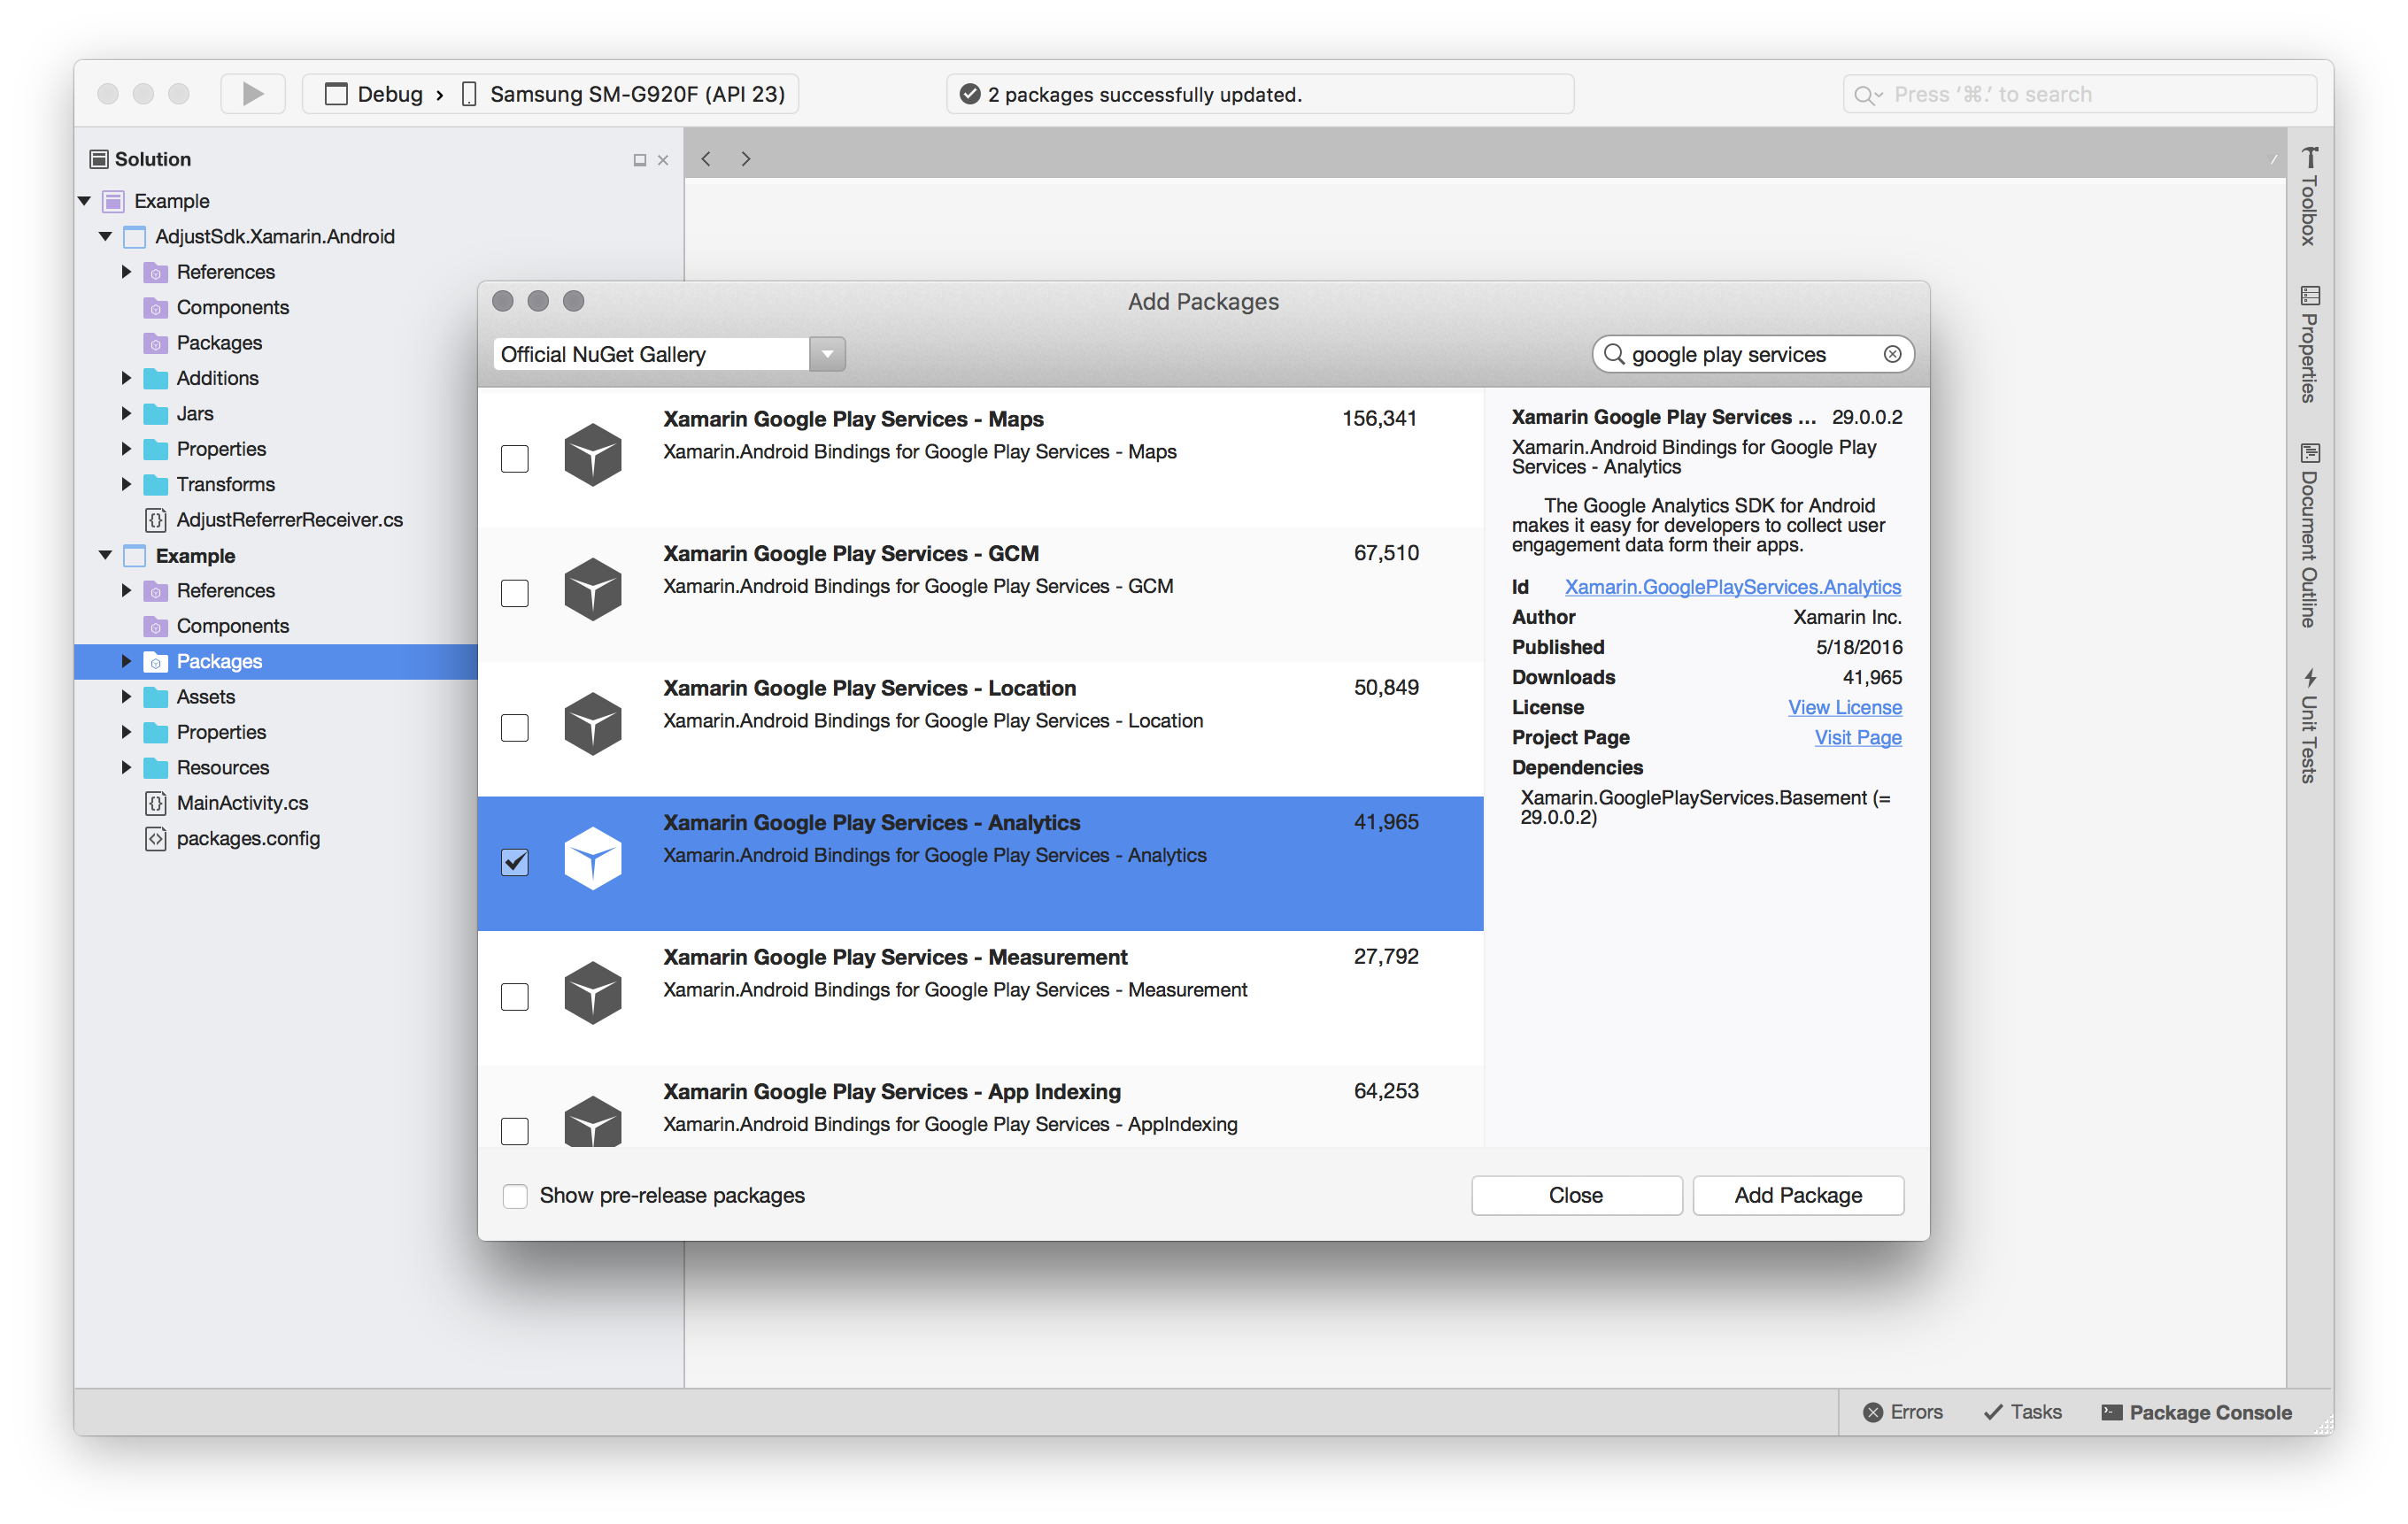 Debug › Samsung SM-G920F (API 23)
2 packages successfully updated.
Press ‘⌘.’ to search
Solution
Example
AdjustSdk.Xamarin.Android
References
Components
Packages
Additions
Jars
Properties
Transforms
AdjustReferrerReceiver.cs
Example
References
Components
Packages
Assets
Properties
Resources
MainActivity.cs
packages.config
Add Packages
Official NuGet Gallery
google play services
Xamarin Google Play Services - Maps 156,341
Xamarin.Android Bindings for Google Play Services - Maps
Xamarin Google Play Services - GCM 67,510
Xamarin.Android Bindings for Google Play Services - GCM
Xamarin Google Play Services - Location 50,849
Xamarin.Android Bindings for Google Play Services - Location
Xamarin Google Play Services - Analytics 41,965
Xamarin.Android Bindings for Google Play Services - Analytics
Xamarin Google Play Services - Measurement 27,792
Xamarin.Android Bindings for Google Play Services - Measurement
Xamarin Google Play Services - App Indexing 64,253
Xamarin.Android Bindings for Google Play Services - AppIndexing
Xamarin Google Play Services ... 29.0.0.2
Xamarin.Android Bindings for Google Play
Services - Analytics
The Google Analytics SDK for Android
makes it easy for developers to collect user
engagement data form their apps.
Id Xamarin.GooglePlayServices.Analytics
Author Xamarin Inc.
Published 5/18/2016
Downloads 41,965
License View License
Project Page Visit Page
Dependencies
Xamarin.GooglePlayServices.Basement (=
29.0.0.2)
Show pre-release packages
Close
Add Package
Toolbox
Properties
Document Outline
Unit Tests
Errors
Tasks
Package Console